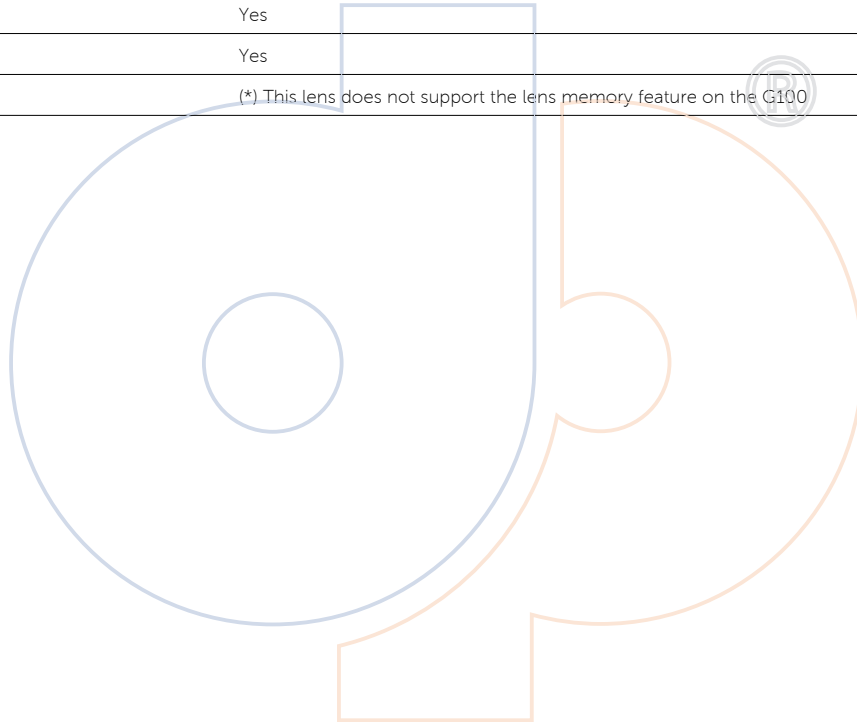 Yes
Yes
(*) This lens does not support the lens memory feature on the G100
®